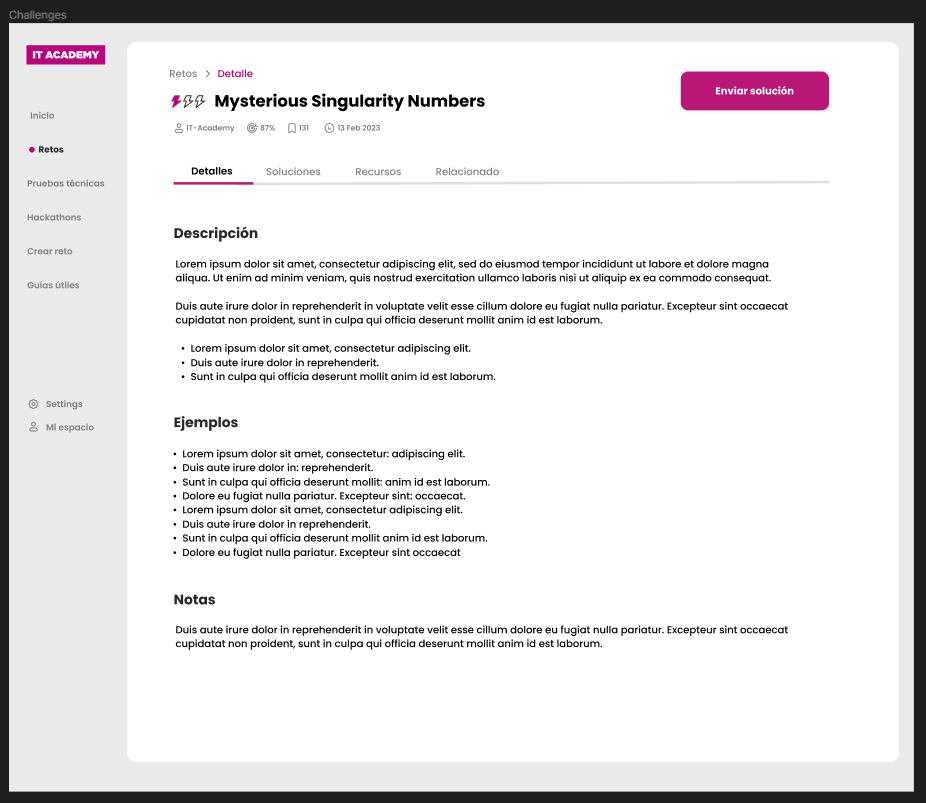 Challenges
IT ACADEMY
Inicio
Retos
Pruebas técnicas
Hackathons
Crear reto
Guías útiles
Settings
Mi espacio
Retos > Detalle
Mysterious Singularity Numbers
Enviar solución
IT-Academy 87% 131 13 Feb 2023
Detalles Soluciones Recursos Relacionado
Descripción
Lorem ipsum dolor sit amet, consectetur adipiscing elit, sed do eiusmod tempor incididunt ut labore et dolore magna
aliqua. Ut enim ad minim veniam, quis nostrud exercitation ullamco laboris nisi ut aliquip ex ea commodo consequat.
Duis aute irure dolor in reprehenderit in voluptate velit esse cillum dolore eu fugiat nulla pariatur. Excepteur sint occaecat
cupidatat non proident, sunt in culpa qui officia deserunt mollit anim id est laborum.
• Lorem ipsum dolor sit amet, consectetur adipiscing elit.
• Duis aute irure dolor in reprehenderit.
• Sunt in culpa qui officia deserunt mollit anim id est laborum.
Ejemplos
• Lorem ipsum dolor sit amet, consectetur: adipiscing elit.
• Duis aute irure dolor in: reprehenderit.
• Sunt in culpa qui officia deserunt mollit: anim id est laborum.
• Dolore eu fugiat nulla pariatur. Excepteur sint: occaecat.
• Lorem ipsum dolor sit amet, consectetur adipiscing elit.
• Duis aute irure dolor in reprehenderit.
• Sunt in culpa qui officia deserunt mollit anim id est laborum.
• Dolore eu fugiat nulla pariatur. Excepteur sint occaecat
Notas
Duis aute irure dolor in reprehenderit in voluptate velit esse cillum dolore eu fugiat nulla pariatur. Excepteur sint occaecat
cupidatat non proident, sunt in culpa qui officia deserunt mollit anim id est laborum.